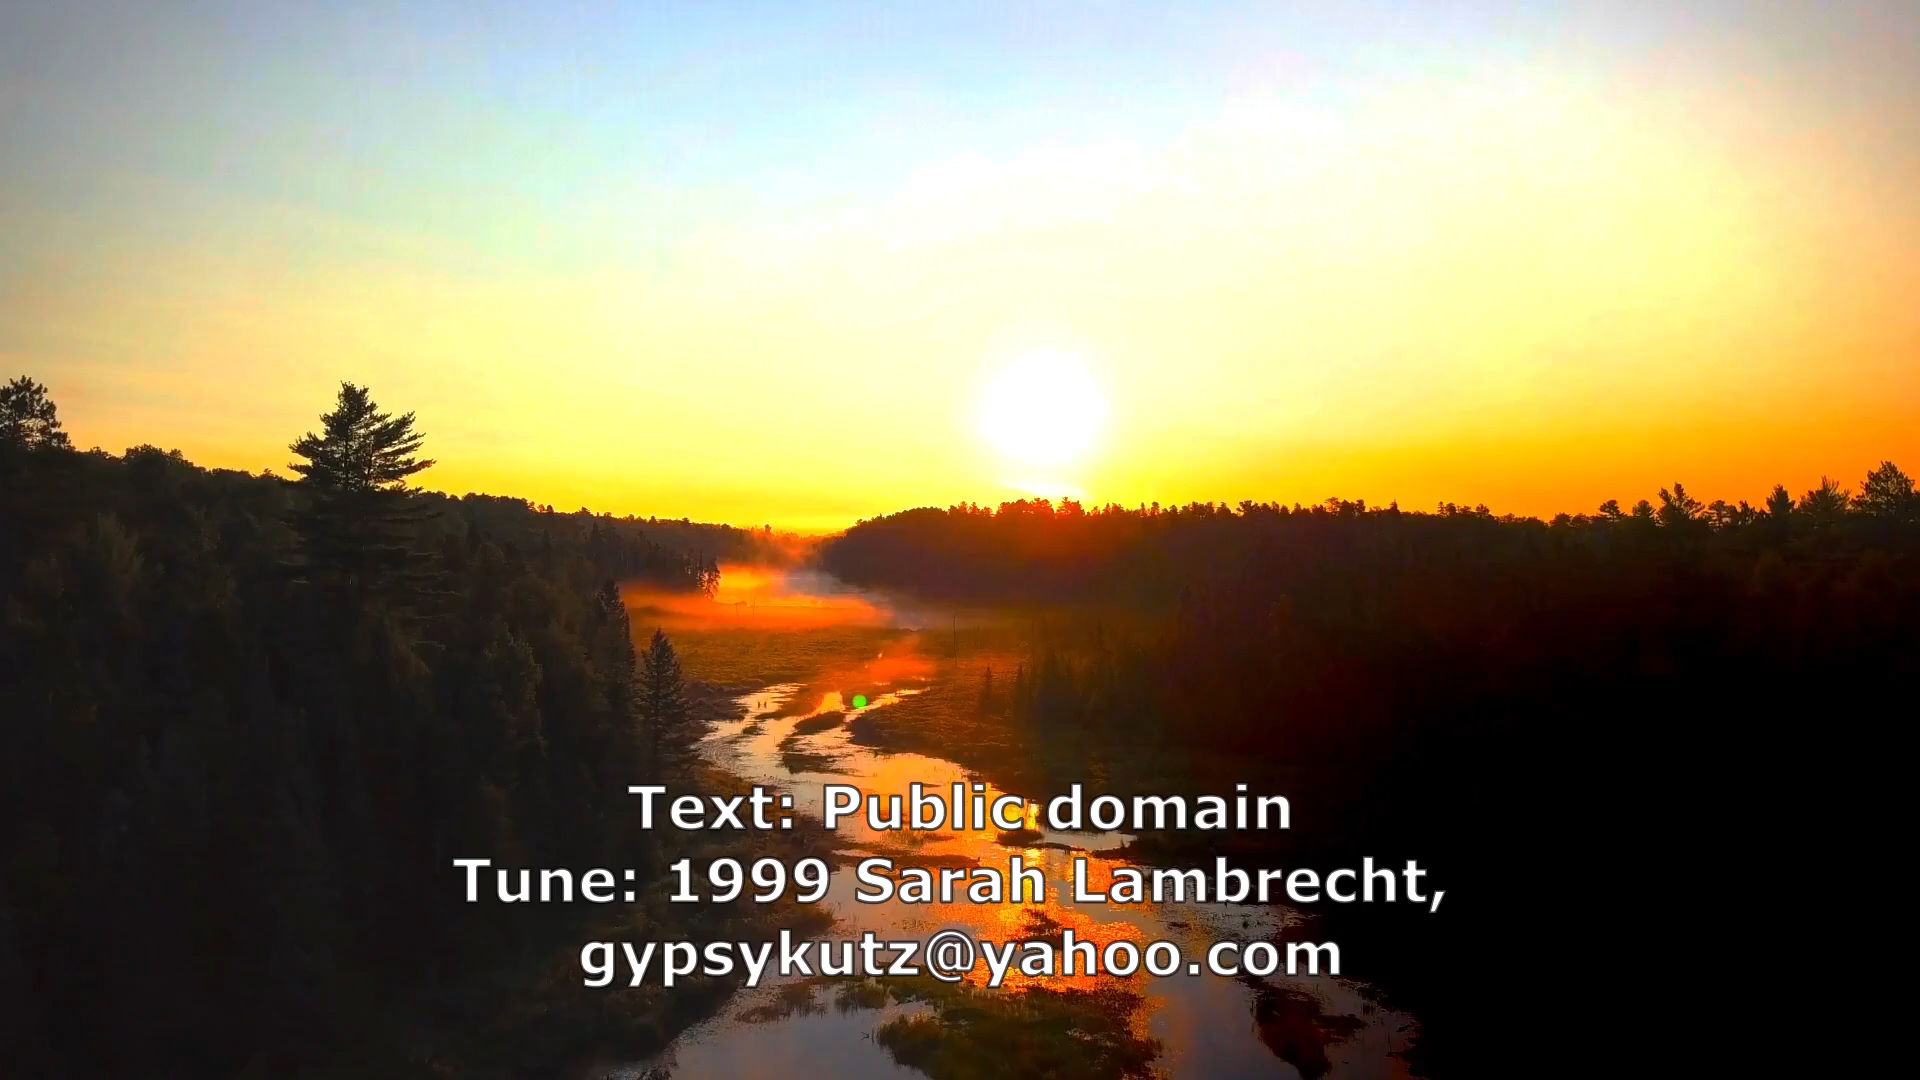 Text: Public domain
Tune: 1999 Sarah Lambrecht,
gypsykutz@yahoo.com